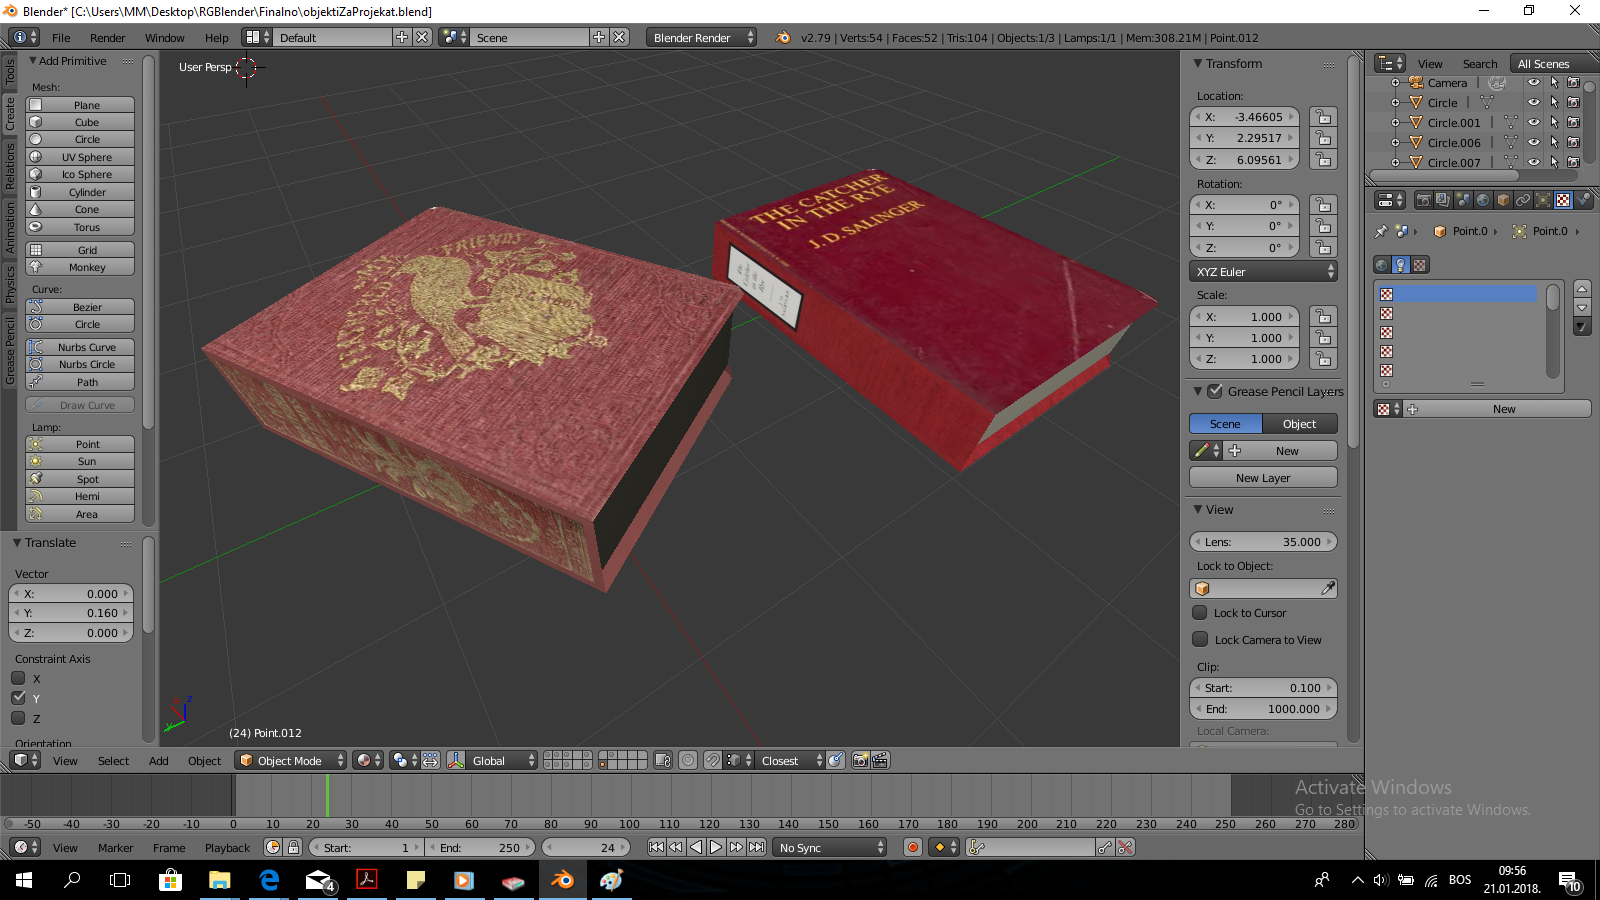 Blender* [C:\Users\MM\Desktop\RGBlender\Finalno\objektiZaProjekat.blend]
File Render Window Help Default Scene Blender Render v2.79 | Verts:54 | Faces:52 | Tris:104 | Objects:1/3 | Lamps:1/1 | Mem:308.21M | Point.012
Tools
Create
Relations
Animation
Physics
Grease Pencil
Add Primitive
Mesh:
Plane
Cube
Circle
UV Sphere
Ico Sphere
Cylinder
Cone
Torus
Grid
Monkey
Curve:
Bezier
Circle
Nurbs Curve
Nurbs Circle
Path
Draw Curve
Lamp:
Point
Sun
Spot
Hemi
Area
Translate
Vector
X: 0.000
Y: 0.160
Z: 0.000
Constraint Axis
X
Y
Z
Orientation
User Persp
FRIENDS
THE CATCHER
IN THE RYE
J. D. SALINGER
(24) Point.012
Transform
Location:
X: -3.46605
Y: 2.29517
Z: 6.09561
Rotation:
X: 0°
Y: 0°
Z: 0°
XYZ Euler
Scale:
X: 1.000
Y: 1.000
Z: 1.000
Grease Pencil Layers
Scene Object
New
New Layer
View
Lens: 35.000
Lock to Object:
Lock to Cursor
Lock Camera to View
Clip:
Start: 0.100
End: 1000.000
Local Camera:
View Search All Scenes
Camera
Circle
Circle.001
Circle.006
Circle.007
Point.0 Point.0
New
View Select Add Object Object Mode Global Closest
Activate Windows
Go to Settings to activate Windows.
-50 -40 -30 -20 -10 0 10 20 30 40 50 60 70 80 90 100 110 120 130 140 150 160 170 180 190 200 210 220 230 240 250 260 270 280
View Marker Frame Playback Start: 1 End: 250 24 No Sync
4
BOS
09:56
21.01.2018.
10